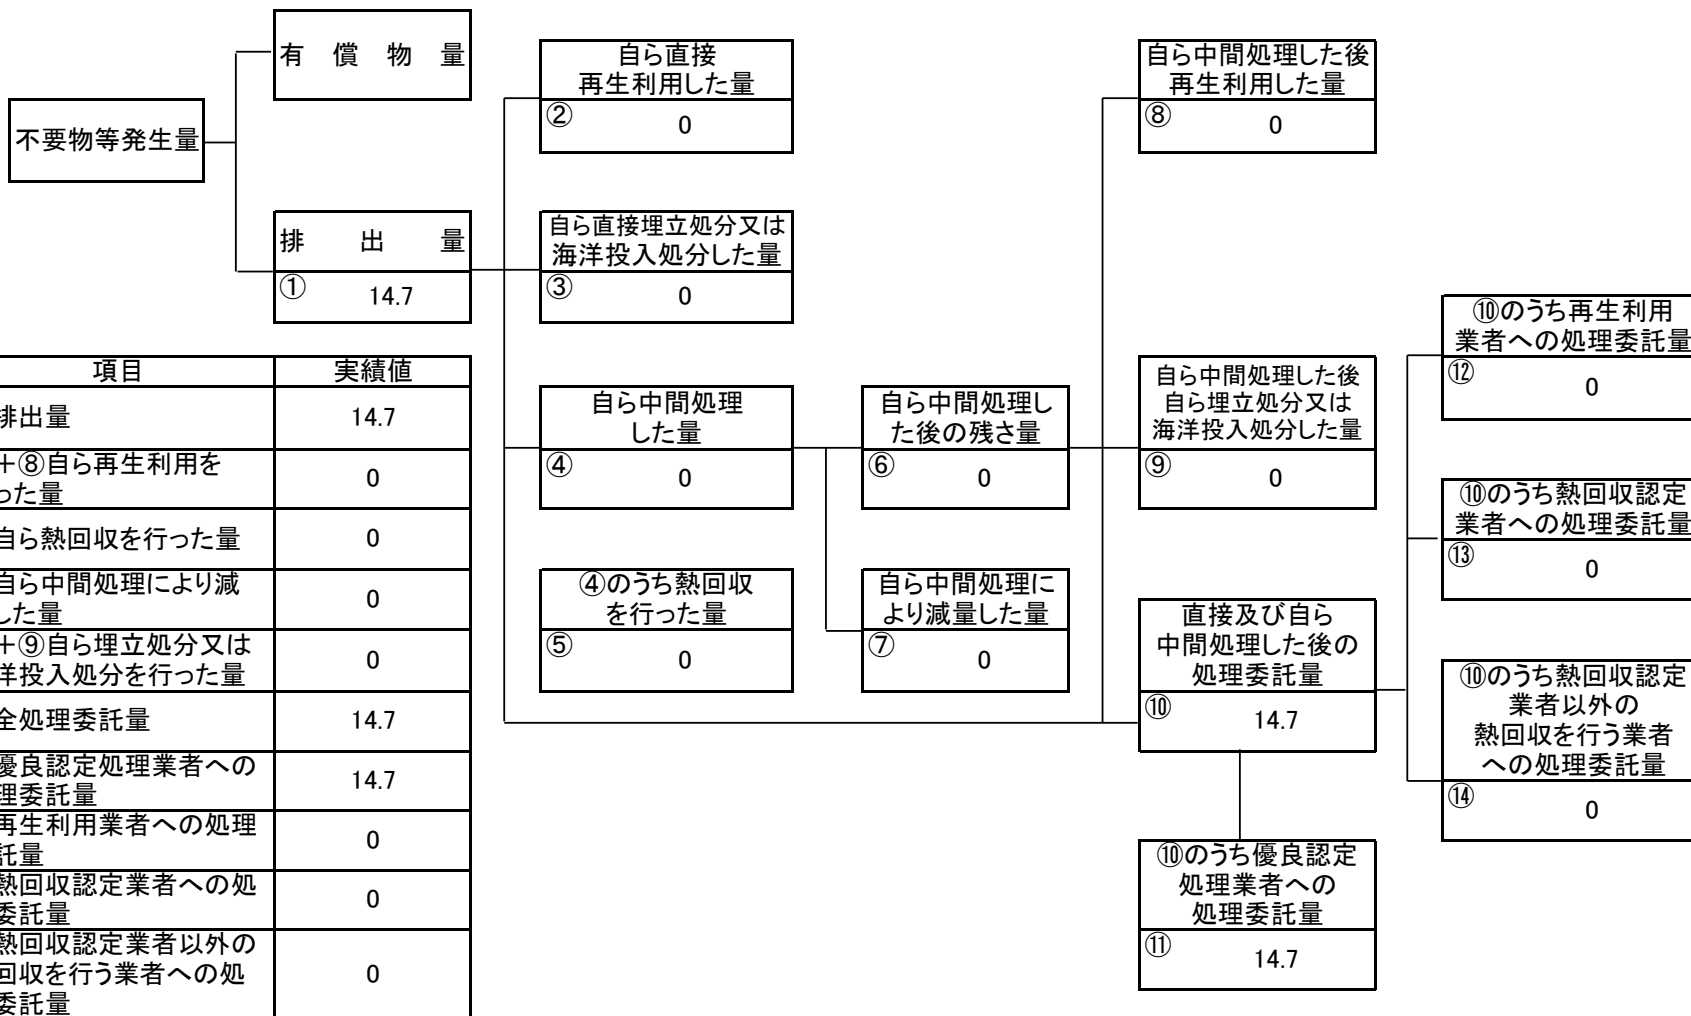 有償物量
不要物等発生量
排出量
①
14.7
自ら直接
再生利用した量
②
0
自ら直接埋立処分又は
海洋投入処分した量
③
0
自ら中間処理
した量
④
0
④のうち熱回収
を行った量
⑤
0
自ら中間処理し
た後の残さ量
⑥
0
自ら中間処理に
より減量した量
⑦
0
自ら中間処理した後
再生利用した量
⑧
0
自ら中間処理した後
自ら埋立処分又は
海洋投入処分した量
⑨
0
直接及び自ら
中間処理した後の
処理委託量
⑩
14.7
⑩のうち優良認定
処理業者への
処理委託量
⑪
14.7
⑩のうち再生利用
業者への処理委託量
⑫
0
⑩のうち熱回収認定
業者への処理委託量
⑬
0
⑩のうち熱回収認定
業者以外の
熱回収を行う業者
への処理委託量
⑭
0
項目 実績値
排出量 14.7
+⑧自ら再生利用を
った量 0
自ら熱回収を行った量 0
自ら中間処理により減
した量 0
+⑨自ら埋立処分又は
洋投入処分を行った量 0
全処理委託量 14.7
優良認定処理業者への
理委託量 14.7
再生利用業者への処理
託量 0
熱回収認定業者への処
委託量 0
熱回収認定業者以外の
回収を行う業者への処
委託量 0